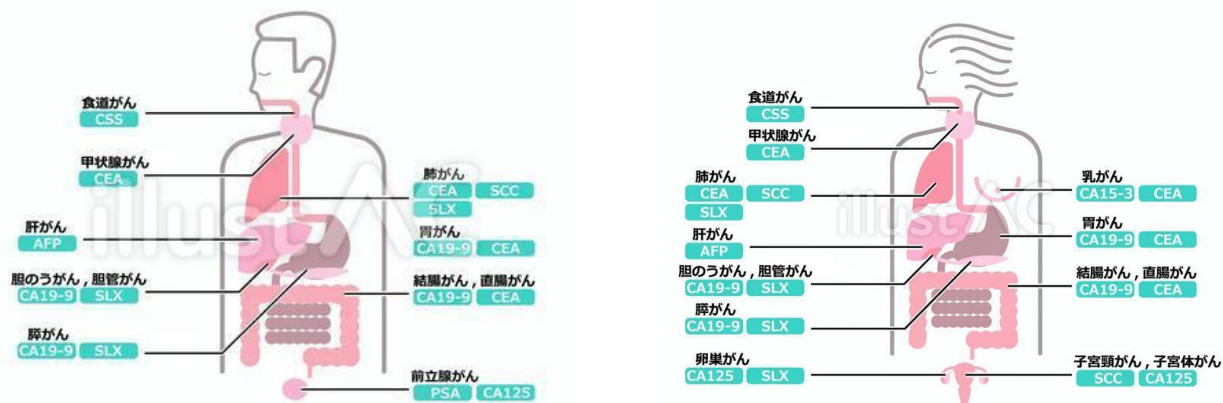 食道がん
CSS
甲状腺がん
CEA
肺がん
CEA SCC
SLX
肝がん
AFP
胃がん
CA19-9 CEA
胆のうがん , 胆管がん
CA19-9 SLX
結腸がん , 直腸がん
CA19-9 CEA
膵がん
CA19-9 SLX
前立腺がん
PSA CA125
illustAC
食道がん
CSS
甲状腺がん
CEA
肺がん
CEA SCC
SLX
乳がん
CA15-3 CEA
肝がん
AFP
胃がん
CA19-9 CEA
胆のうがん , 胆管がん
CA19-9 SLX
結腸がん , 直腸がん
CA19-9 CEA
膵がん
CA19-9 SLX
卵巣がん
CA125 SLX
子宮頸がん , 子宮体がん
SCC CA125
illustAC